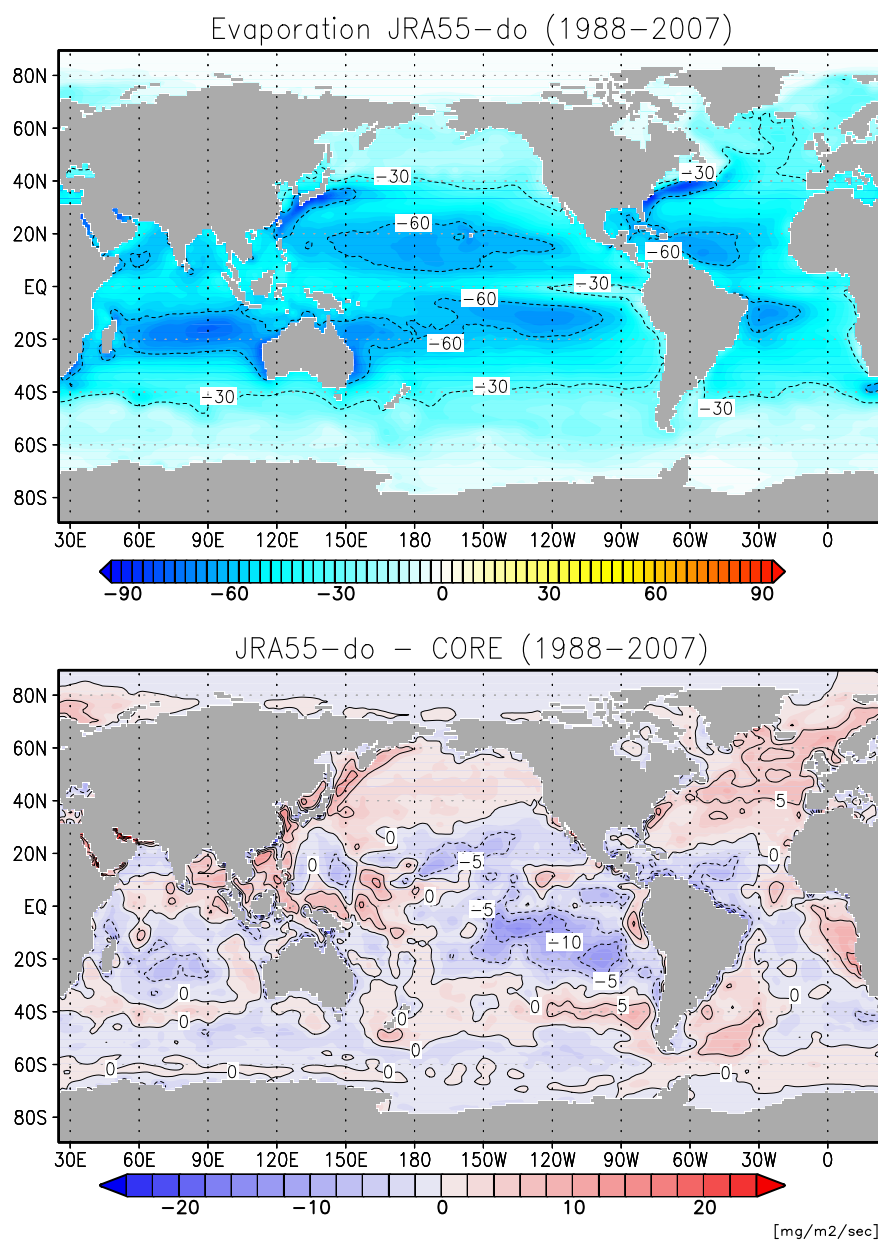 Evaporation JRA55-do (1988-2007)
80N
60N
-30 -30
40N
-60
20N
-60
EQ -30
-60
20S -60
40S -30 -30 -30
60S
80S
30E 60E 90E 120E 150E 180 150W 120W 90W 60W 30W 0
-90 -60 -30 0 30 60 90
JRA55-do - CORE (1988-2007)
80N
60N
40N 5
0
20N 0 -5 0
0
EQ -5
-10
20S -5
0 0 5
40S 0 0
0
60S 0 0 0 0
80S
30E 60E 90E 120E 150E 180 150W 120W 90W 60W 30W 0
-20 -10 0 10 20
[mg/m2/sec]